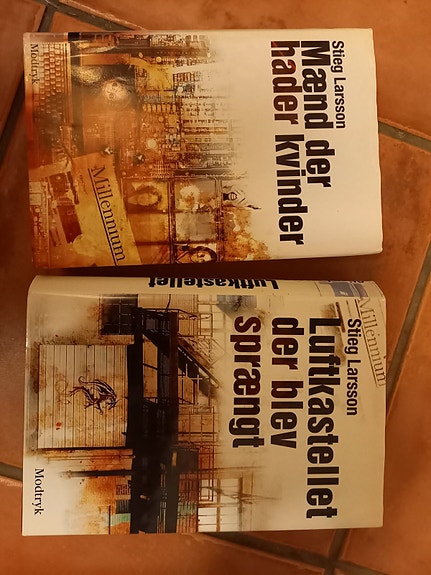 Stieg Larsson
Mænd der
hader kvinder
Millennium
Modtryk
Luftkastellet
Millennium
Stieg Larsson
Luftkastellet
der blev
sprængt
Modtryk